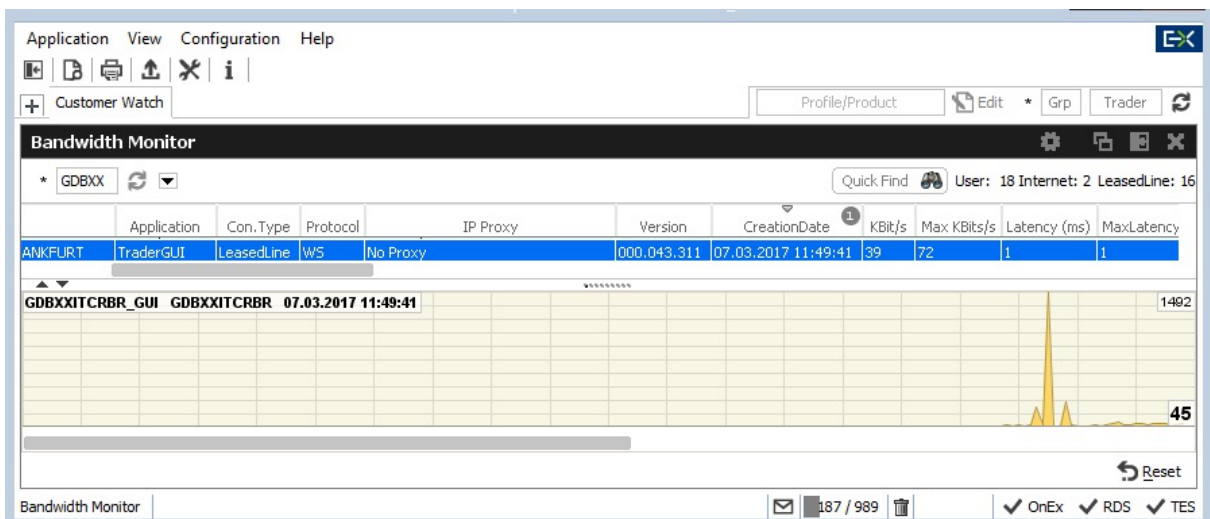 Application View Configuration Help
EX
i
+ Customer Watch Profile/Product Edit * Grp Trader
Bandwidth Monitor
* GDBXX Quick Find User: 18 Internet: 2 LeasedLine: 16
Application Con.Type Protocol IP Proxy Version CreationDate 1 KBit/s Max KBits/s Latency (ms) MaxLatency
ANKFURT TraderGUI LeasedLine WS No Proxy 000.043.311 07.03.2017 11:49:41 39 72 1 1
GDBXXITCRBR_GUI GDBXXITCRBR 07.03.2017 11:49:41 1492
45
Reset
Bandwidth Monitor 187 / 989 OnEx RDS TES